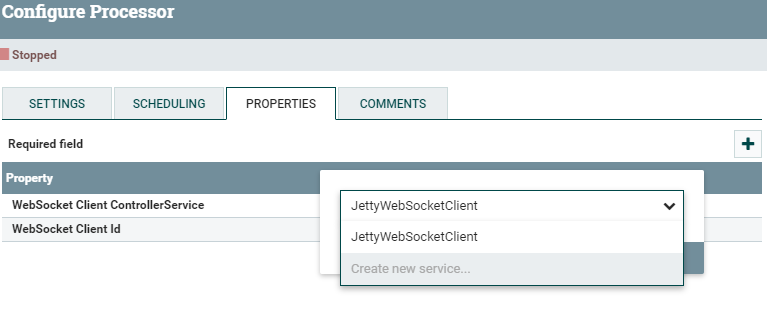 Configure Processor
Stopped
SETTINGS SCHEDULING PROPERTIES COMMENTS
Required field
Property
WebSocket Client ControllerService JettyWebSocketClient
WebSocket Client Id JettyWebSocketClient
Create new service...